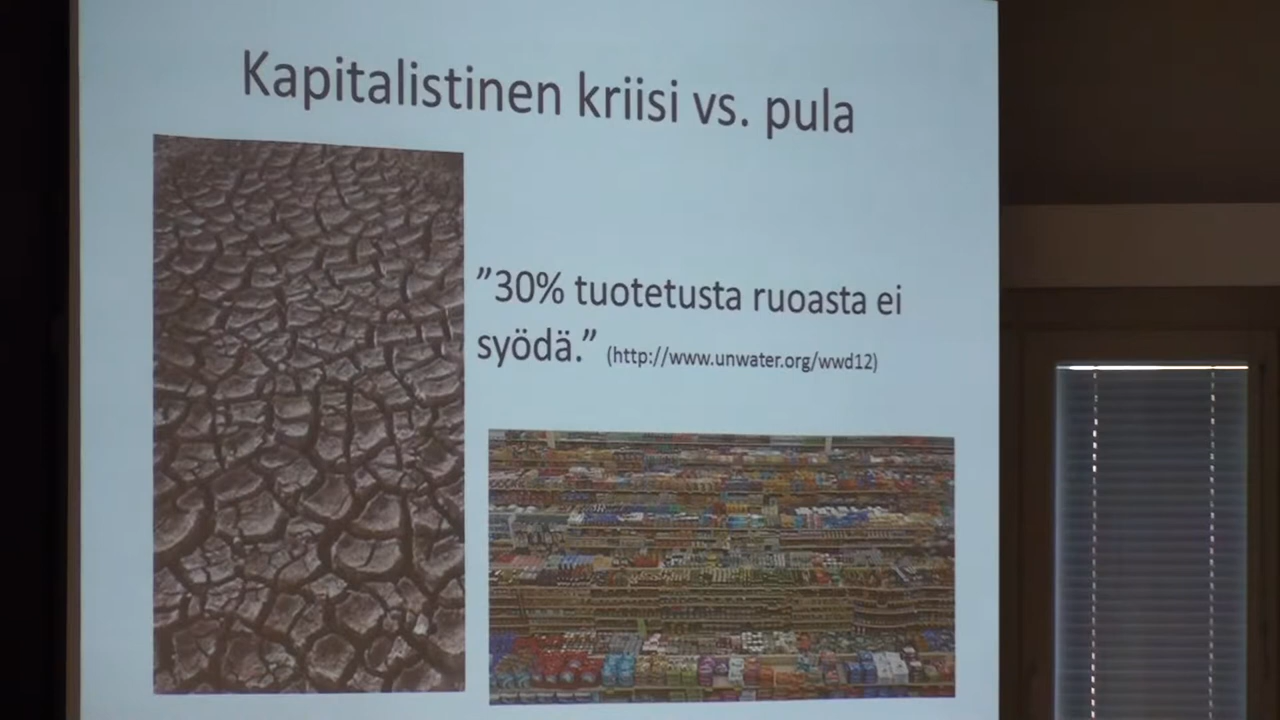 Kapitalistinen kriisi vs. pula
”30% tuotetusta ruoasta ei
syödä.” (http://www.unwater.org/wwd12)